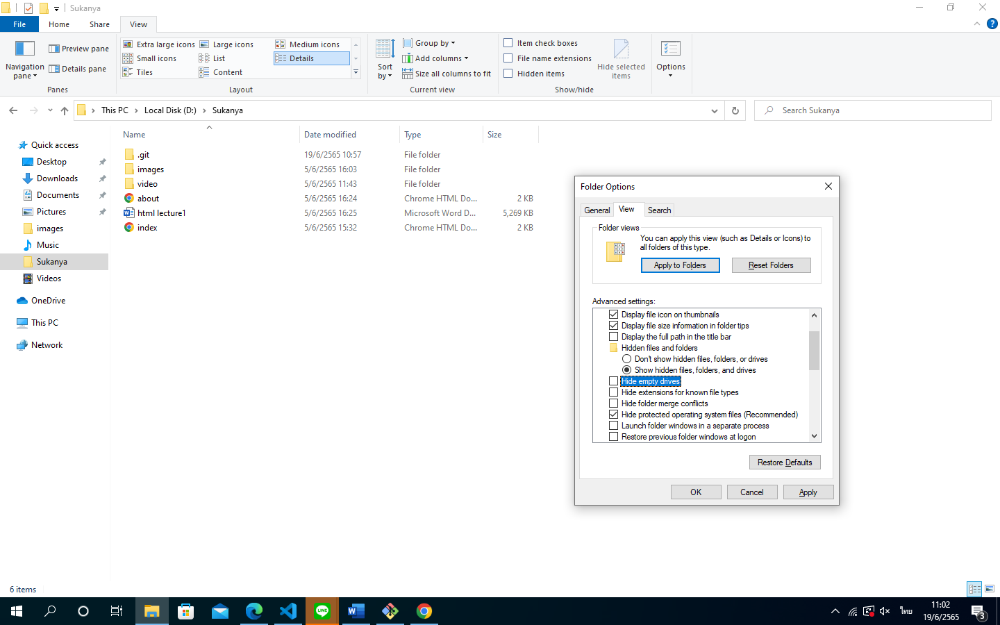 Sukanya
File Home Share View
Navigation pane
Preview pane
Details pane
Panes
Extra large icons Large icons Medium icons
Small icons List Details
Tiles Content
Layout
Sort by
Group by
Add columns
Size all columns to fit
Current view
Item check boxes
File name extensions
Hidden items
Hide selected items
Show/hide
Options
This PC Local Disk (D:) Sukanya
Search Sukanya
Quick access
Desktop
Downloads
Documents
Pictures
images
Music
Sukanya
Videos
OneDrive
This PC
Network
Name Date modified Type Size
.git 19/6/2565 10:57 File folder
images 5/6/2565 16:03 File folder
video 5/6/2565 11:43 File folder
about 5/6/2565 16:24 Chrome HTML Do... 2 KB
html lecture1 5/6/2565 16:25 Microsoft Word D... 5,269 KB
index 5/6/2565 15:32 Chrome HTML Do... 2 KB
Folder Options
General View Search
Folder views
You can apply this view (such as Details or Icons) to
all folders of this type.
Apply to Folders Reset Folders
Advanced settings:
Display file icon on thumbnails
Display file size information in folder tips
Display the full path in the title bar
Hidden files and folders
Don't show hidden files, folders, or drives
Show hidden files, folders, and drives
Hide empty drives
Hide extensions for known file types
Hide folder merge conflicts
Hide protected operating system files (Recommended)
Launch folder windows in a separate process
Restore previous folder windows at logon
Restore Defaults
OK Cancel Apply
6 items
LINE
ไทย
11:02
19/6/2565
3